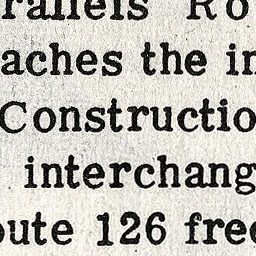 rallels Ro
aches the in
Constructio
interchang
oute 126 free